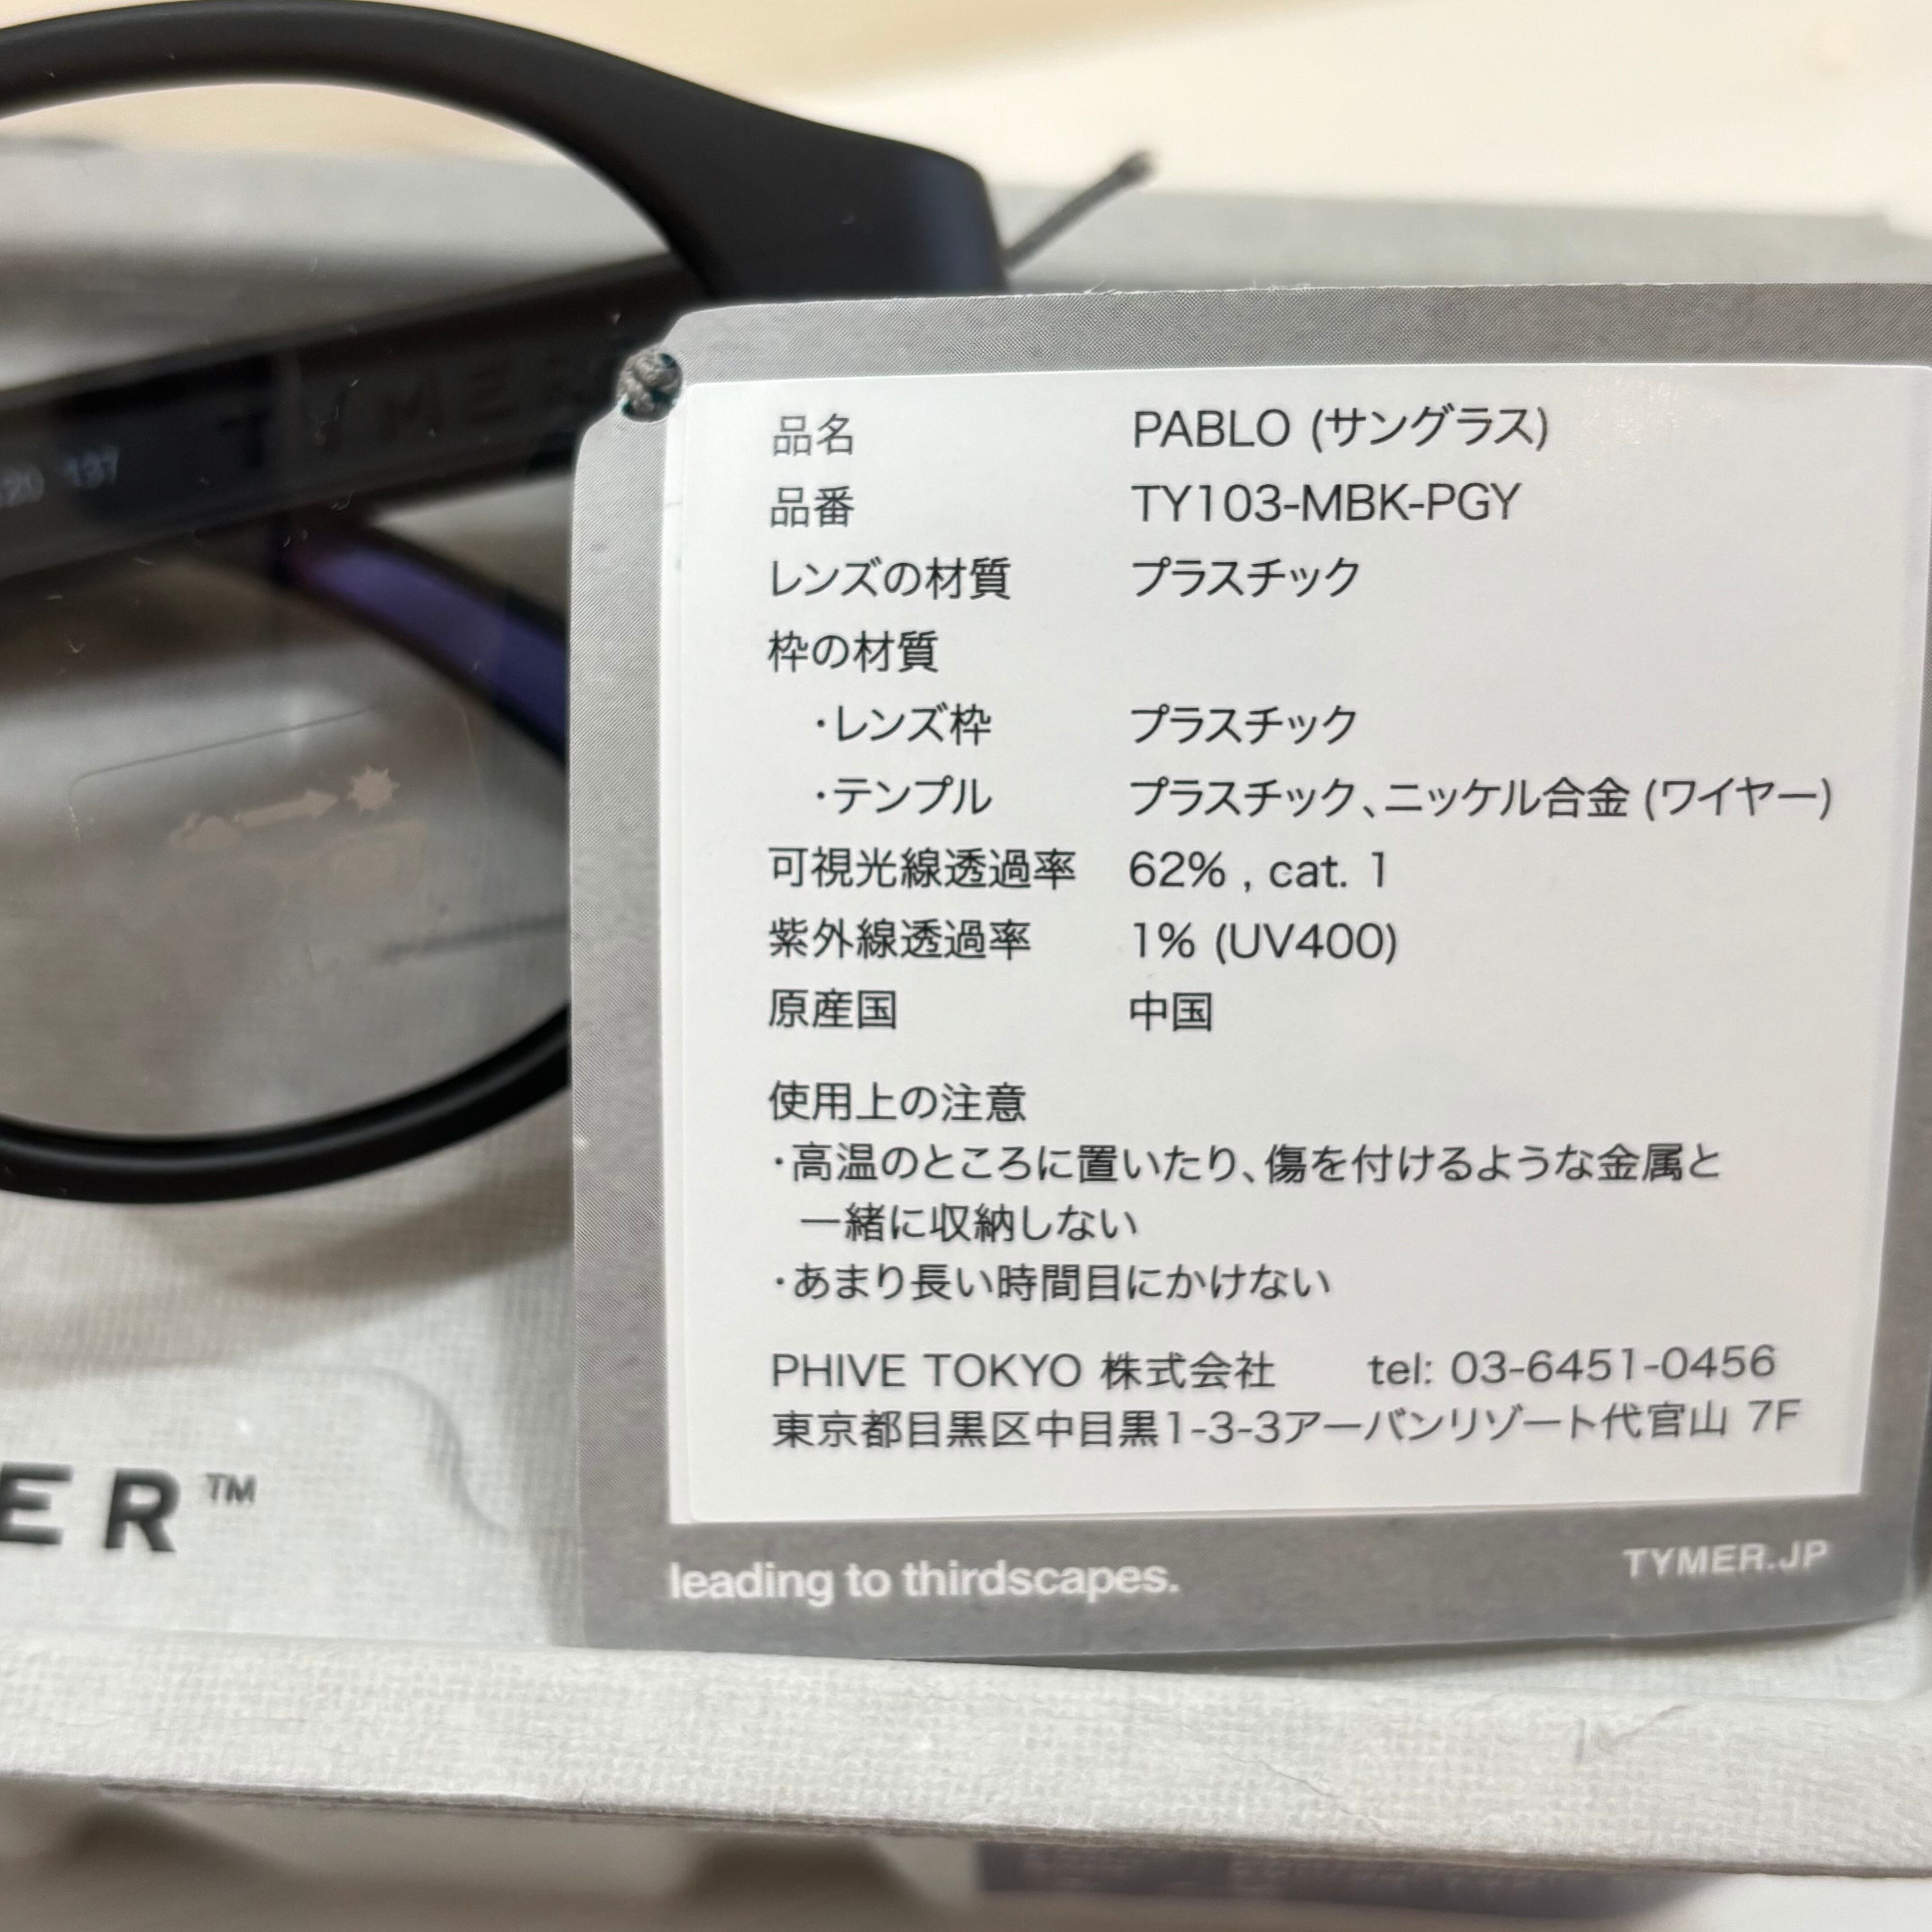 TYMER
137
品名 PABLO (サングラス)
品番 TY103-MBK-PGY
レンズの材質 プラスチック
枠の材質
・レンズ枠 プラスチック
・テンプル プラスチック、ニッケル合金 (ワイヤー)
可視光線透過率 62% , cat. 1
紫外線透過率 1% (UV400)
原産国 中国
使用上の注意
・高温のところに置いたり、傷を付けるような金属と
一緒に収納しない
・あまり長い時間目にかけない
PHIVE TOKYO 株式会社 tel: 03-6451-0456
東京都目黒区中目黒1-3-3アーバンリゾート代官山 7F
leading to thirdscapes. TYMER.JP
ER™